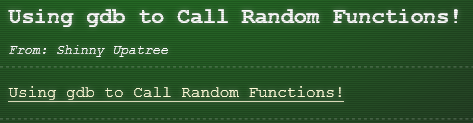 Using gdb to Call Random Functions!
From: Shinny Upatree
Using gdb to Call Random Functions!